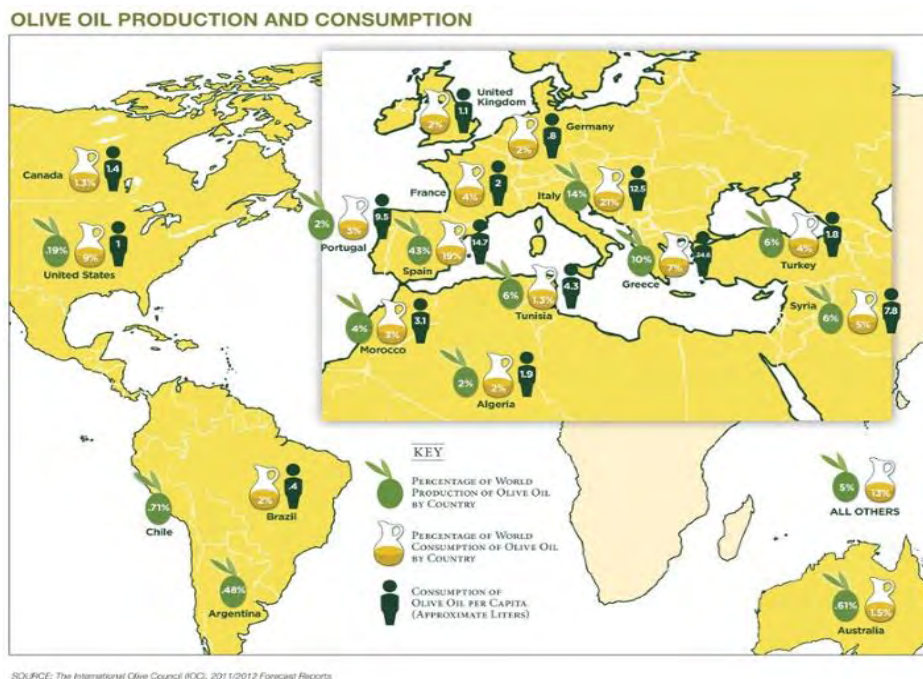 OLIVE OIL PRODUCTION AND CONSUMPTION
United
Kingdom
2%
1.1
Germany
2%
.8
Canada
1.3%
1.4
France
4%
2
Italy
14%
21%
12.5
.19%
9%
1
United States
2%
3%
9.5
Portugal
43%
19%
14.7
Spain
10%
7%
24.6
Greece
6%
4%
1.8
Turkey
6%
1.3%
4.3
Tunisia
Syria
6%
5%
7.8
4%
3%
3.1
Morocco
2%
2%
1.9
Algeria
KEY
PERCENTAGE OF WORLD
PRODUCTION OF OLIVE OIL
BY COUNTRY
PERCENTAGE OF WORLD
CONSUMPTION OF OLIVE OIL
BY COUNTRY
CONSUMPTION OF
OLIVE OIL PER CAPITA
(APPROXIMATE LITERS)
.71%
Chile
2%
.4
Brazil
.48%
Argentina
5%
13%
ALL OTHERS
.61%
1.5%
Australia
SOURCE: The International Olive Council (IOC), 2011/2012 Forecast Reports